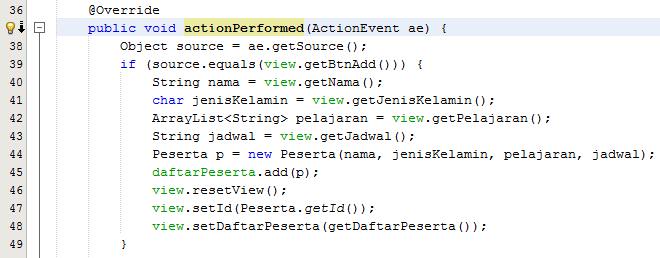 36 @Override
public void actionPerformed(ActionEvent ae) {
38 Object source = ae.getSource();
39 if (source.equals(view.getBtnAdd())) {
40 String nama = view.getNama();
41 char jenisKelamin = view.getJenisKelamin();
42 ArrayList<String> pelajaran = view.getPelajaran();
43 String jadwal = view.getJadwal();
44 Peserta p = new Peserta(nama, jenisKelamin, pelajaran, jadwal);
45 daftarPeserta.add(p);
46 view.resetView();
47 view.setId(Peserta.getId());
48 view.setDaftarPeserta(getDaftarPeserta());
49 }